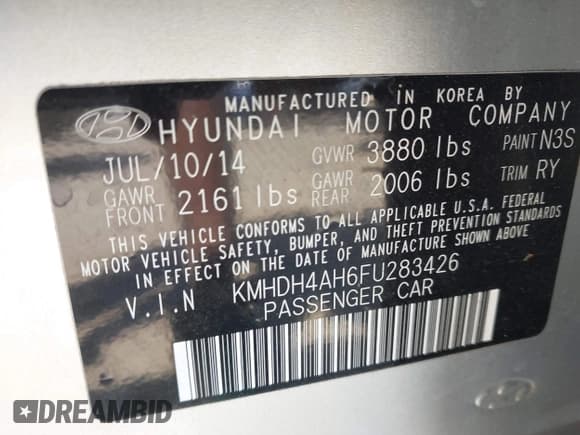 MANUFACTURED IN KOREA BY
HYUNDAI MOTOR COMPANY
JUL/10/14 GVWR 3880 lbs PAINT N3S
GAWR FRONT 2161 lbs GAWR REAR 2006 lbs TRIM RY
THIS VEHICLE CONFORMS TO ALL APPLICABLE U.S.A. FEDERAL
MOTOR VEHICLE SAFETY, BUMPER, AND THEFT PREVENTION STANDARDS
IN EFFECT ON THE DATE OF MANUFACTURE SHOWN ABOVE.
V.I.N KMHDH4AH6FU283426
PASSENGER CAR
DREAMBID